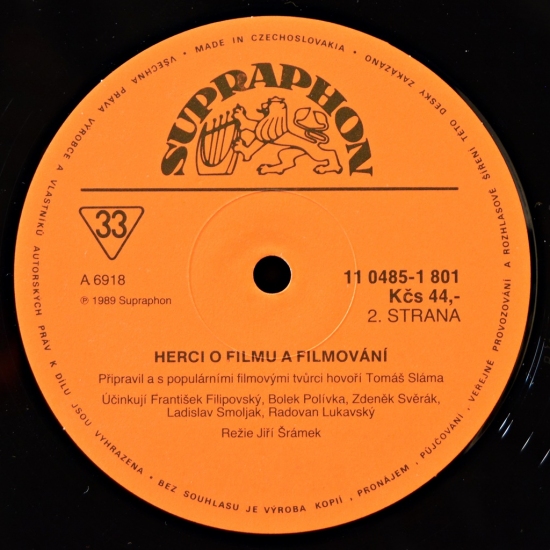 SUPRAPHON
33
A 6918
℗ 1989 Supraphon
11 0485-1 801
Kčs 44,-
2. STRANA
HERCI O FILMU A FILMOVÁNÍ
Připravil a s populárními filmovými tvůrci hovoří Tomáš Sláma
Účinkují František Filipovský, Bolek Polívka, Zdeněk Svěrák,
Ladislav Smoljak, Radovan Lukavský
Režie Jiří Šrámek
• MADE IN CZECHOSLOVAKIA • VŠECHNA PRÁVA VÝROBCE A VLASTNÍKŮ AUTORSKÝCH PRÁV K DÍLU JSOU VYHRAZENA • BEZ SOUHLASU JE VÝROBA KOPIÍ, PRONÁJEM, PŮJČOVÁNÍ, VEŘEJNÉ PROVOZOVÁNÍ A ROZHLASOVÉ ŠÍŘENÍ TÉTO DESKY ZAKÁZÁNO